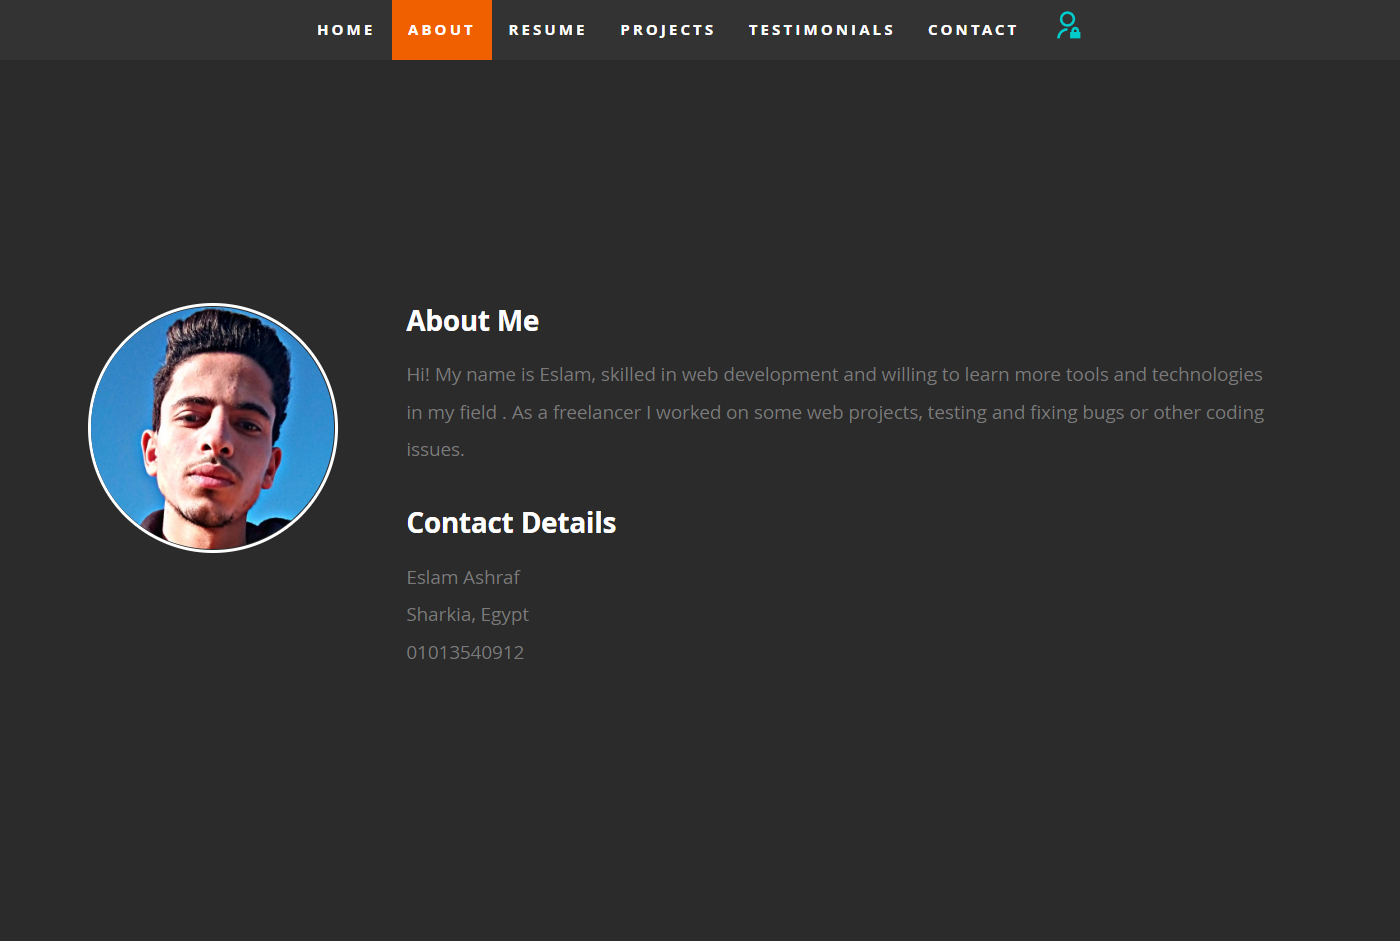 HOME ABOUT RESUME PROJECTS TESTIMONIALS CONTACT
About Me
Hi! My name is Eslam, skilled in web development and willing to learn more tools and technologies
in my field . As a freelancer I worked on some web projects, testing and fixing bugs or other coding
issues.
Contact Details
Eslam Ashraf
Sharkia, Egypt
01013540912